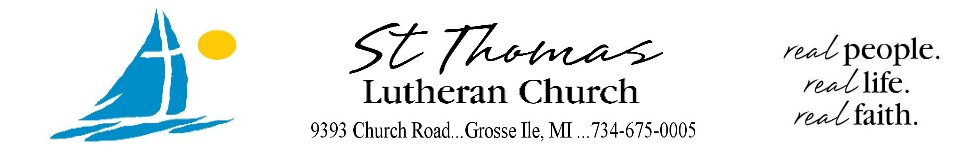 St Thomas
Lutheran Church
9393 Church Road...Grosse Ile, MI ...734-675-0005
real people.
real life.
real faith.